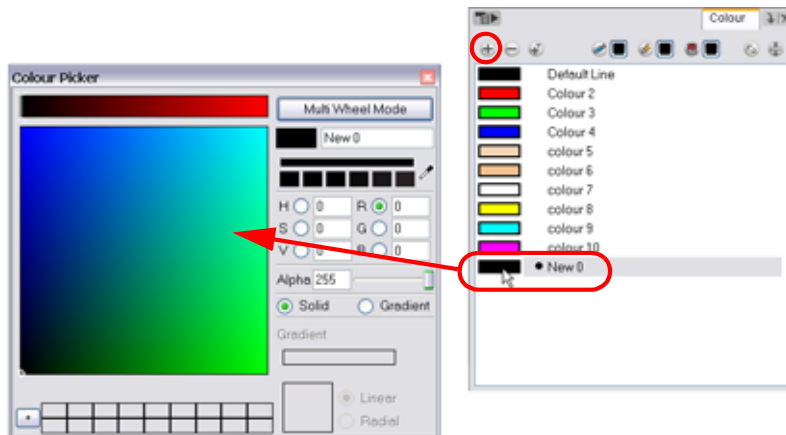 Colour Picker
Multi Wheel Mode
New 0
H 0 R 0
S 0 G 0
V 0 B 0
Alpha 255
Solid Gradient
Gradient
Linear
Radial
Colour
Default Line
Colour 2
Colour 3
Colour 4
colour 5
colour 6
colour 7
colour 8
colour 9
colour 10
New 0